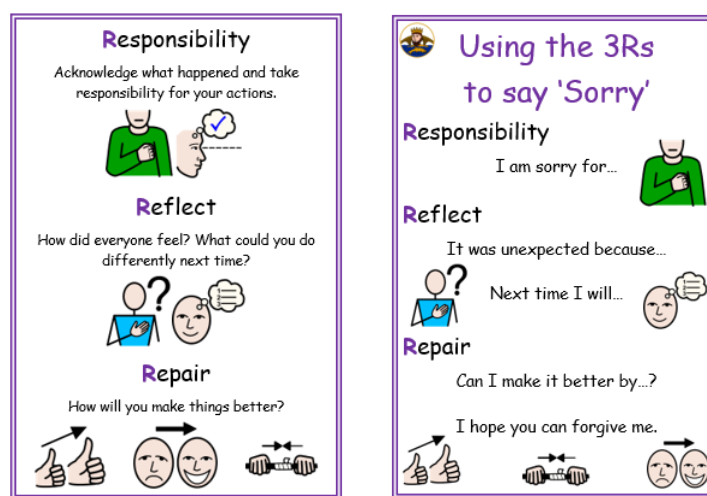 Responsibility
Acknowledge what happened and take
responsibility for your actions.
Reflect
How did everyone feel? What could you do
differently next time?
Repair
How will you make things better?
Using the 3Rs
to say ‘Sorry’
Responsibility
I am sorry for…
Reflect
It was unexpected because…
Next time I will…
Repair
Can I make it better by…?
I hope you can forgive me.